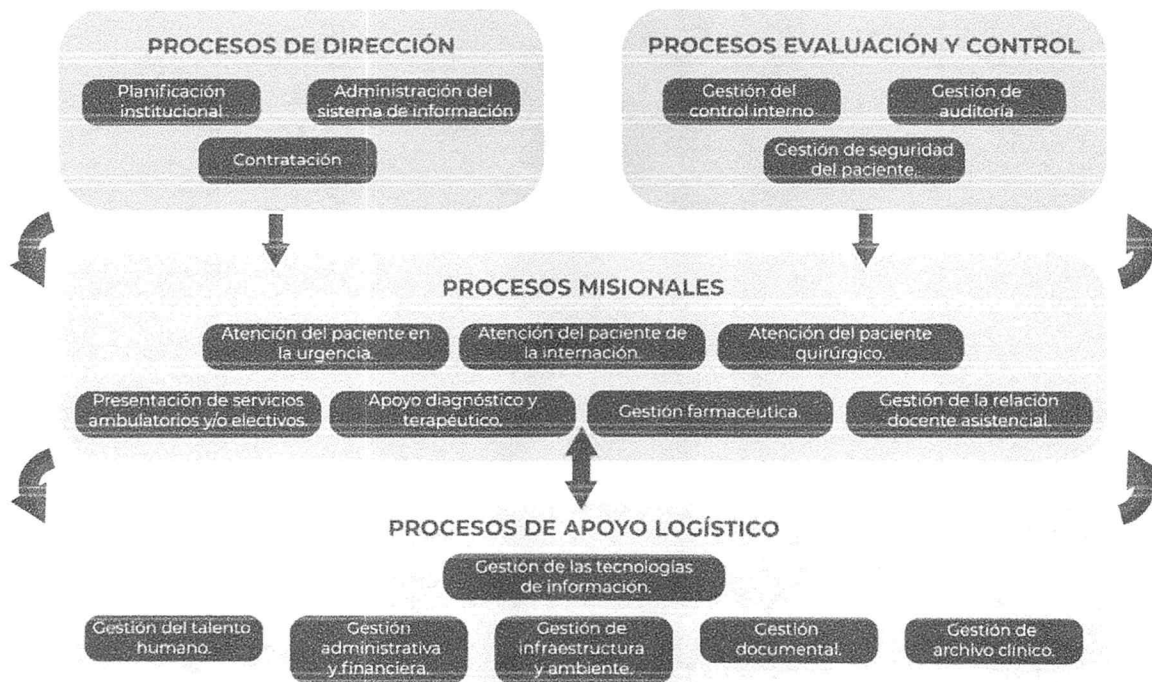 PROCESOS DE DIRECCIÓN
Planificación
institucional
Administración del
sistema de información
Contratación
PROCESOS EVALUACIÓN Y CONTROL
Gestión del
control interno
Gestión de
auditoría
Gestión de seguridad
del paciente.
PROCESOS MISIONALES
Atención del paciente en
la urgencia.
Atención del paciente de
la internación.
Atención del paciente
quirúrgico.
Presentación de servicios
ambulatorios y/o electivos.
Apoyo diagnóstico y
terapéutico.
Gestión farmacéutica.
Gestión de la relación
docente asistencial.
PROCESOS DE APOYO LOGÍSTICO
Gestión de las tecnologías
de información.
Gestión del talento
humano.
Gestión
administrativa
y financiera.
Gestión de
infraestructura
y ambiente.
Gestión
documental.
Gestión de
archivo clínico.